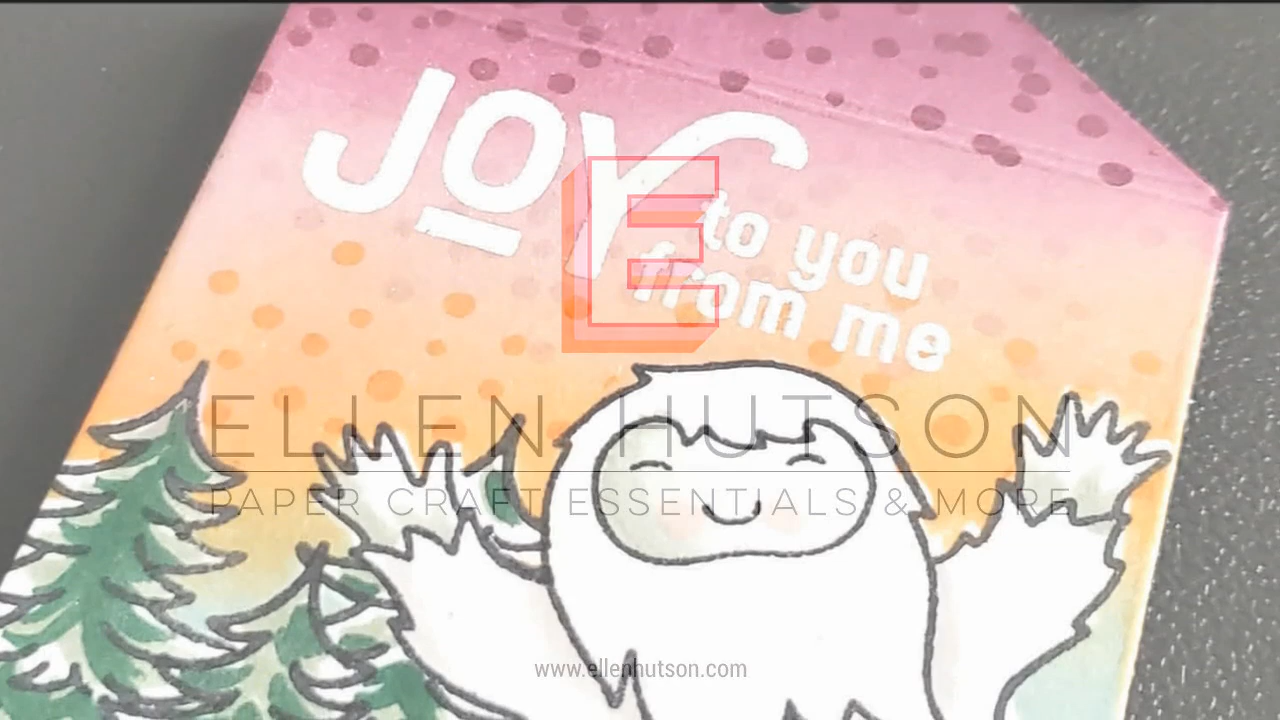 JOY
to you
from me
E
ELLEN HUTSON
PAPER CRAFT ESSENTIALS & MORE
www.ellenhutson.com